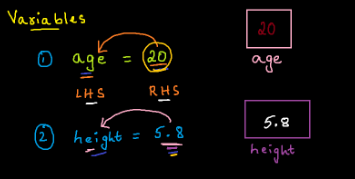 Variables
① age = 20
LHS RHS
② height = 5.8
20
age
5.8
height